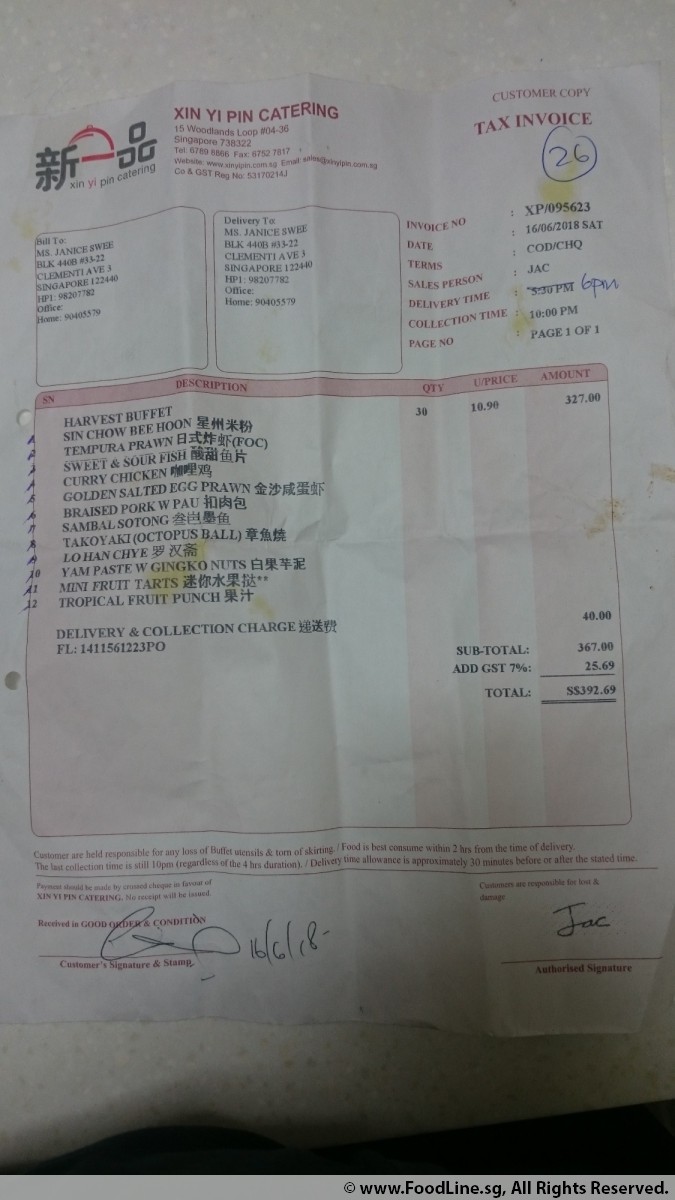 CUSTOMER COPY
TAX INVOICE
26
新一品
xin yi pin catering
XIN YI PIN CATERING
15 Woodlands Loop #04-36
Singapore 738322
Tel: 6789 8866 Fax: 6752 7817
Website: www.xinyipin.com.sg Email: sales@xinyipin.com.sg
Co & GST Reg No: 53170214J
Bill To:
MS. JANICE SWEE
BLK 440B #33-22
CLEMENTI AVE 3
SINGAPORE 122440
HP1: 98207782
Office:
Home: 90405579
Delivery To:
MS. JANICE SWEE
BLK 440B #33-22
CLEMENTI AVE 3
SINGAPORE 122440
HP1: 98207782
Office:
Home: 90405579
INVOICE NO : XP/095623
DATE : 16/06/2018 SAT
TERMS : COD/CHQ
SALES PERSON : JAC
DELIVERY TIME : 5:30 PM 6pm
COLLECTION TIME : 10:00 PM
PAGE NO : PAGE 1 OF 1
SN DESCRIPTION QTY U/PRICE AMOUNT
HARVEST BUFFET 30 10.90 327.00
1 SIN CHOW BEE HOON 星州米粉
2 TEMPURA PRAWN 日式炸虾(FOC)
3 SWEET & SOUR FISH 酸甜鱼片
4 CURRY CHICKEN 咖哩鸡
5 GOLDEN SALTED EGG PRAWN 金沙咸蛋虾
6 BRAISED PORK W PAU 扣肉包
7 SAMBAL SOTONG 叁岜墨鱼
8 TAKOYAKI (OCTOPUS BALL) 章魚燒
9 LO HAN CHYE 罗汉斋
10 YAM PASTE W GINGKO NUTS 白果芋泥
11 MINI FRUIT TARTS 迷你水果挞**
12 TROPICAL FRUIT PUNCH 果汁
DELIVERY & COLLECTION CHARGE 递送费 40.00
FL: 1411561223PO
SUB-TOTAL: 367.00
ADD GST 7%: 25.69
TOTAL: S$392.69
Customer are held responsible for any loss of Buffet utensils & torn of skirting. / Food is best consume within 2 hrs from the time of delivery.
The last collection time is still 10pm (regardless of the 4 hrs duration). / Delivery time allowance is approximately 30 minutes before or after the stated time.
Payment should be made by crossed cheque in favour of
XIN YI PIN CATERING. No receipt will be issued.
Customers are responsible for lost &
damage
Received in GOOD ORDER & CONDITION
16/6/18-
Jac
Customer's Signature & Stamp
Authorised Signature
© www.FoodLine.sg, All Rights Reserved.